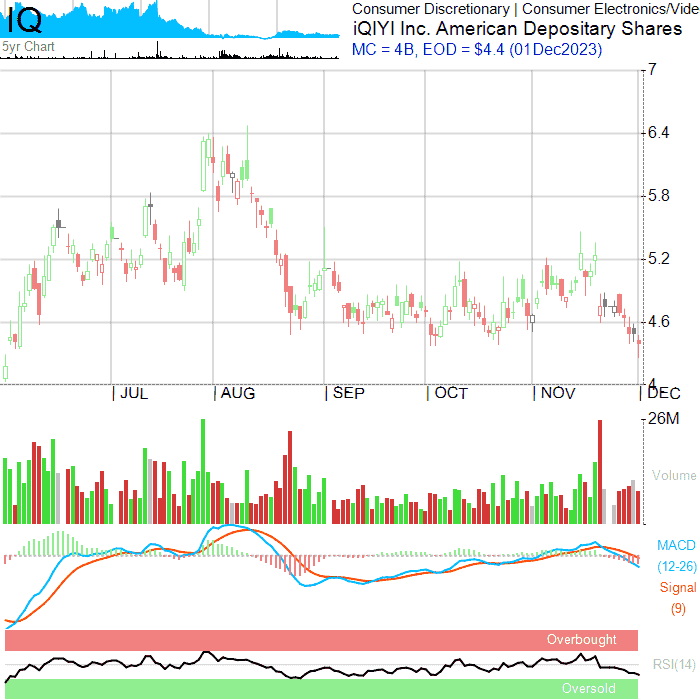 IQ
5yr Chart
Consumer Discretionary | Consumer Electronics/Vide
iQIYI Inc. American Depositary Shares
MC = 4B, EOD = $4.4 (01Dec2023)
7
6.4
5.8
5.2
4.6
4
| JUL | AUG | SEP | OCT | NOV | DEC
26M
Volume
MACD
(12-26)
Signal
(9)
Overbought
RSI(14)
Oversold